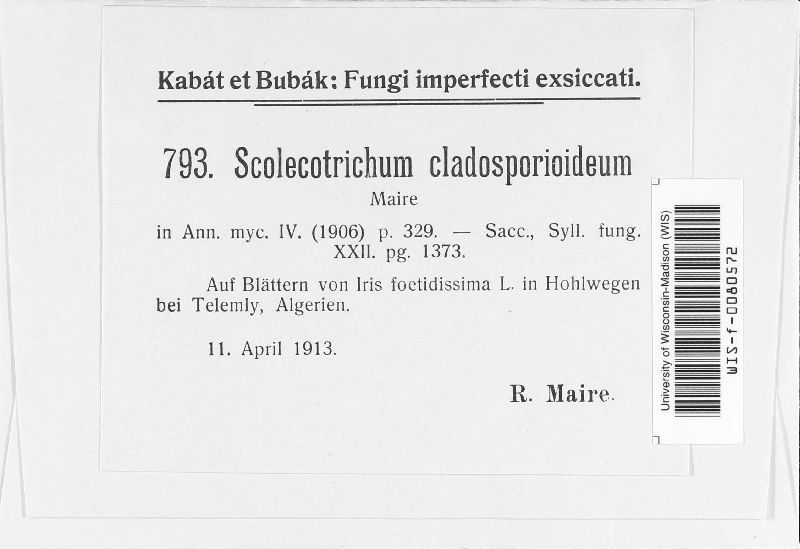 Kabát et Bubák: Fungi imperfecti exsiccati.
793. Scolecotrichum cladosporioideum
Maire
in Ann. myc. IV. (1906) p. 329. — Sacc., Syll. fung.
XXII. pg. 1373.
Auf Blättern von Iris foetidissima L. in Hohlwegen
bei Telemly, Algerien.
11. April 1913.
R. Maire.
University of Wisconsin-Madison (WIS)
WIS-f-0080572